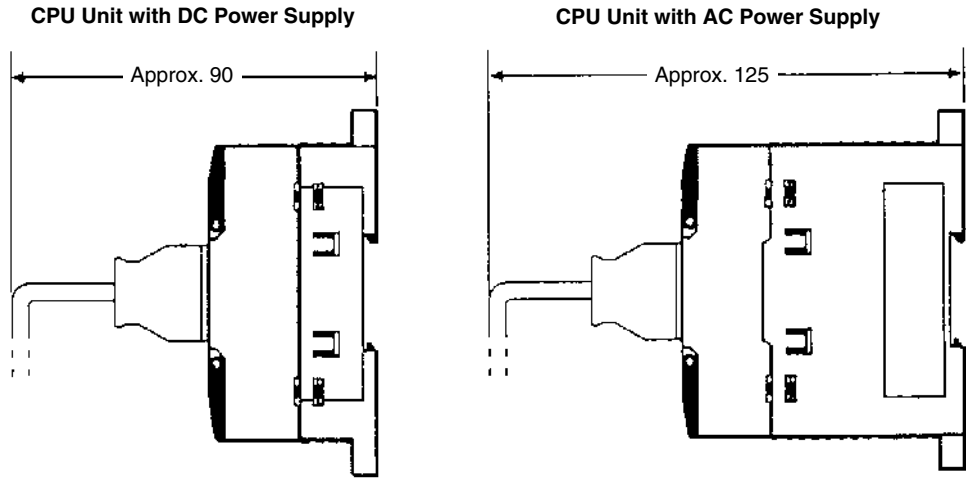 CPU Unit with DC Power Supply
CPU Unit with AC Power Supply
Approx. 90
Approx. 125